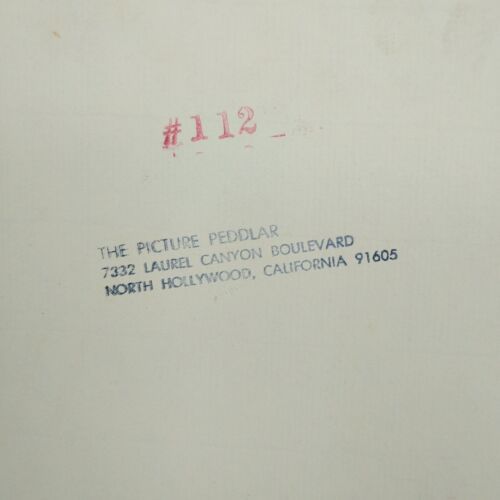 #112
THE PICTURE PEDDLAR
7332 LAUREL CANYON BOULEVARD
NORTH HOLLYWOOD, CALIFORNIA 91605